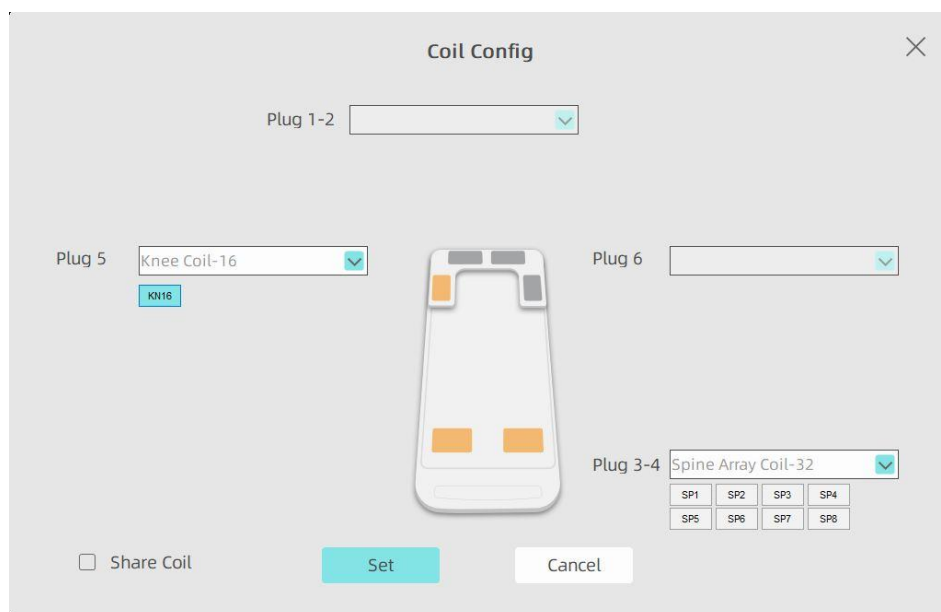 Coil Config
Plug 1-2
Plug 5 Knee Coil-16
KN16
Plug 6
Plug 3-4 Spine Array Coil-32
SP1 SP2 SP3 SP4
SP5 SP6 SP7 SP8
Share Coil Set Cancel